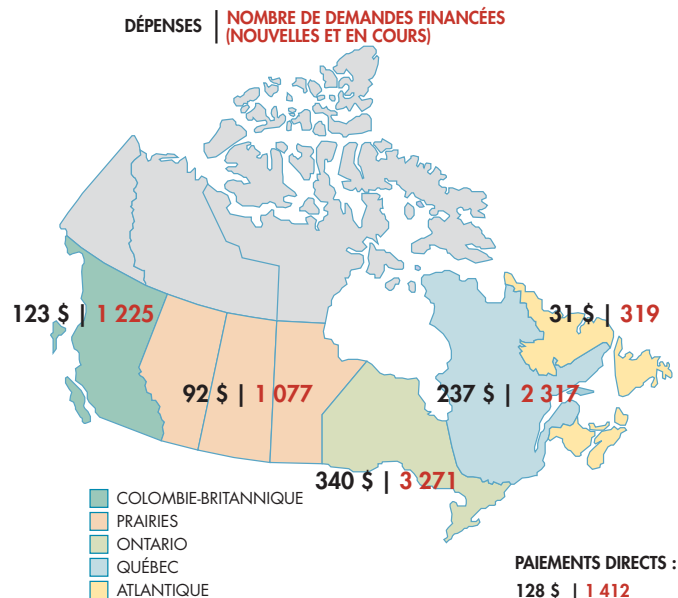 DÉPENSES | NOMBRE DE DEMANDES FINANCÉES
(NOUVELLES ET EN COURS)
123 $ | 1 225
31 $ | 319
92 $ | 1 077
237 $ | 2 317
340 $ | 3 271
COLOMBIE-BRITANNIQUE
PRAIRIES
ONTARIO
QUÉBEC
ATLANTIQUE
PAIEMENTS DIRECTS :
128 $ | 1 412